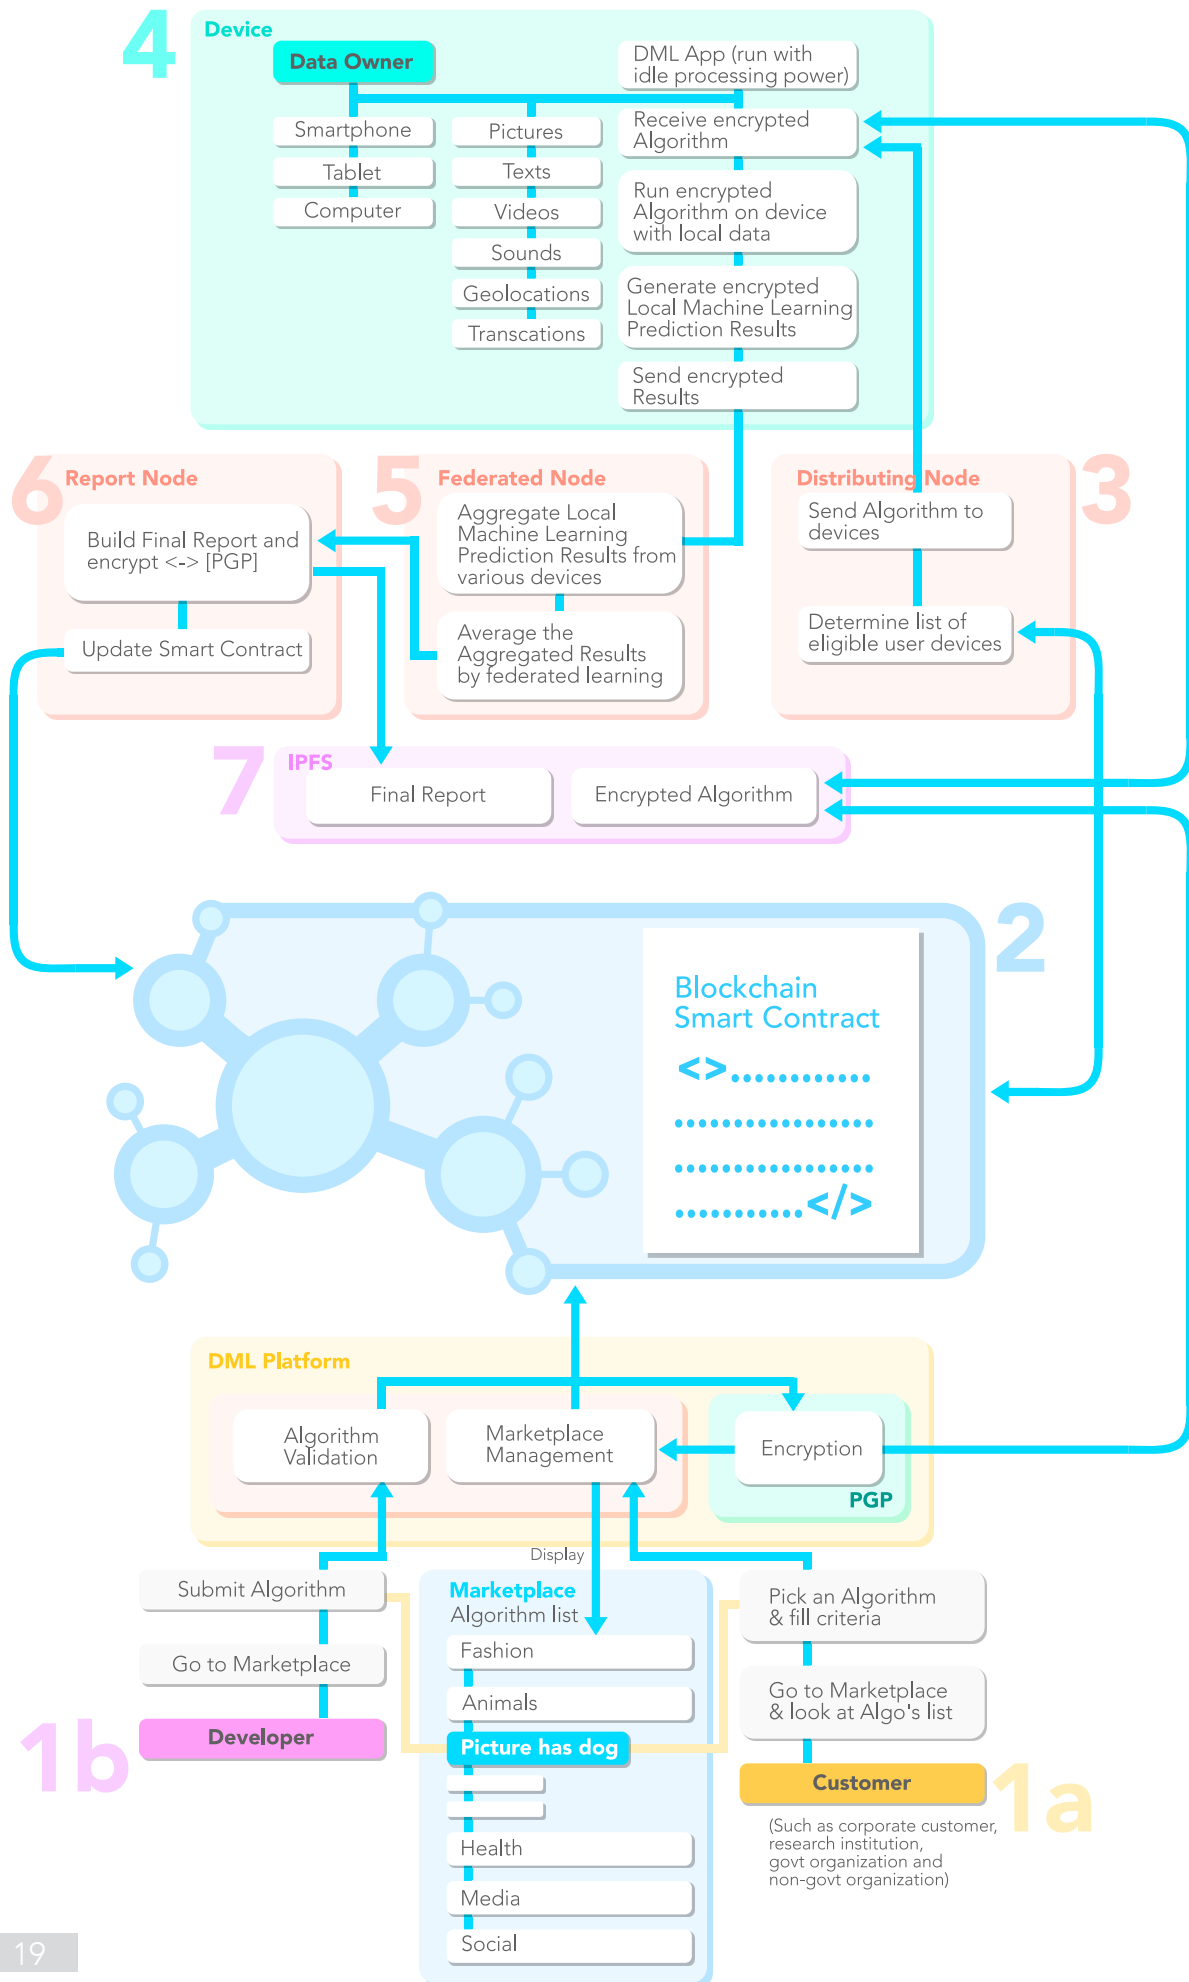 4
Device
Data Owner
Smartphone
Tablet
Computer
Pictures
Texts
Videos
Sounds
Geolocations
Transcations
DML App (run with
idle processing power)
Receive encrypted
Algorithm
Run encrypted
Algorithm on device
with local data
Generate encrypted
Local Machine Learning
Prediction Results
Send encrypted
Results
6
Report Node
Build Final Report and
encrypt <-> [PGP]
Update Smart Contract
5
Federated Node
Aggregate Local
Machine Learning
Prediction Results from
various devices
Average the
Aggregated Results
by federated learning
3
Distributing Node
Send Algorithm to
devices
Determine list of
eligible user devices
7
IPFS
Final Report
Encrypted Algorithm
2
Blockchain
Smart Contract
<>............
.................
.................
...........</>
DML Platform
Algorithm
Validation
Marketplace
Management
Encryption
PGP
Display
Submit Algorithm
Go to Marketplace
Developer
1b
Marketplace
Algorithm list
Fashion
Animals
Picture has dog
Health
Media
Social
Pick an Algorithm
& fill criteria
Go to Marketplace
& look at Algo's list
Customer
1a
(Such as corporate customer,
research institution,
govt organization and
non-govt organization)
19